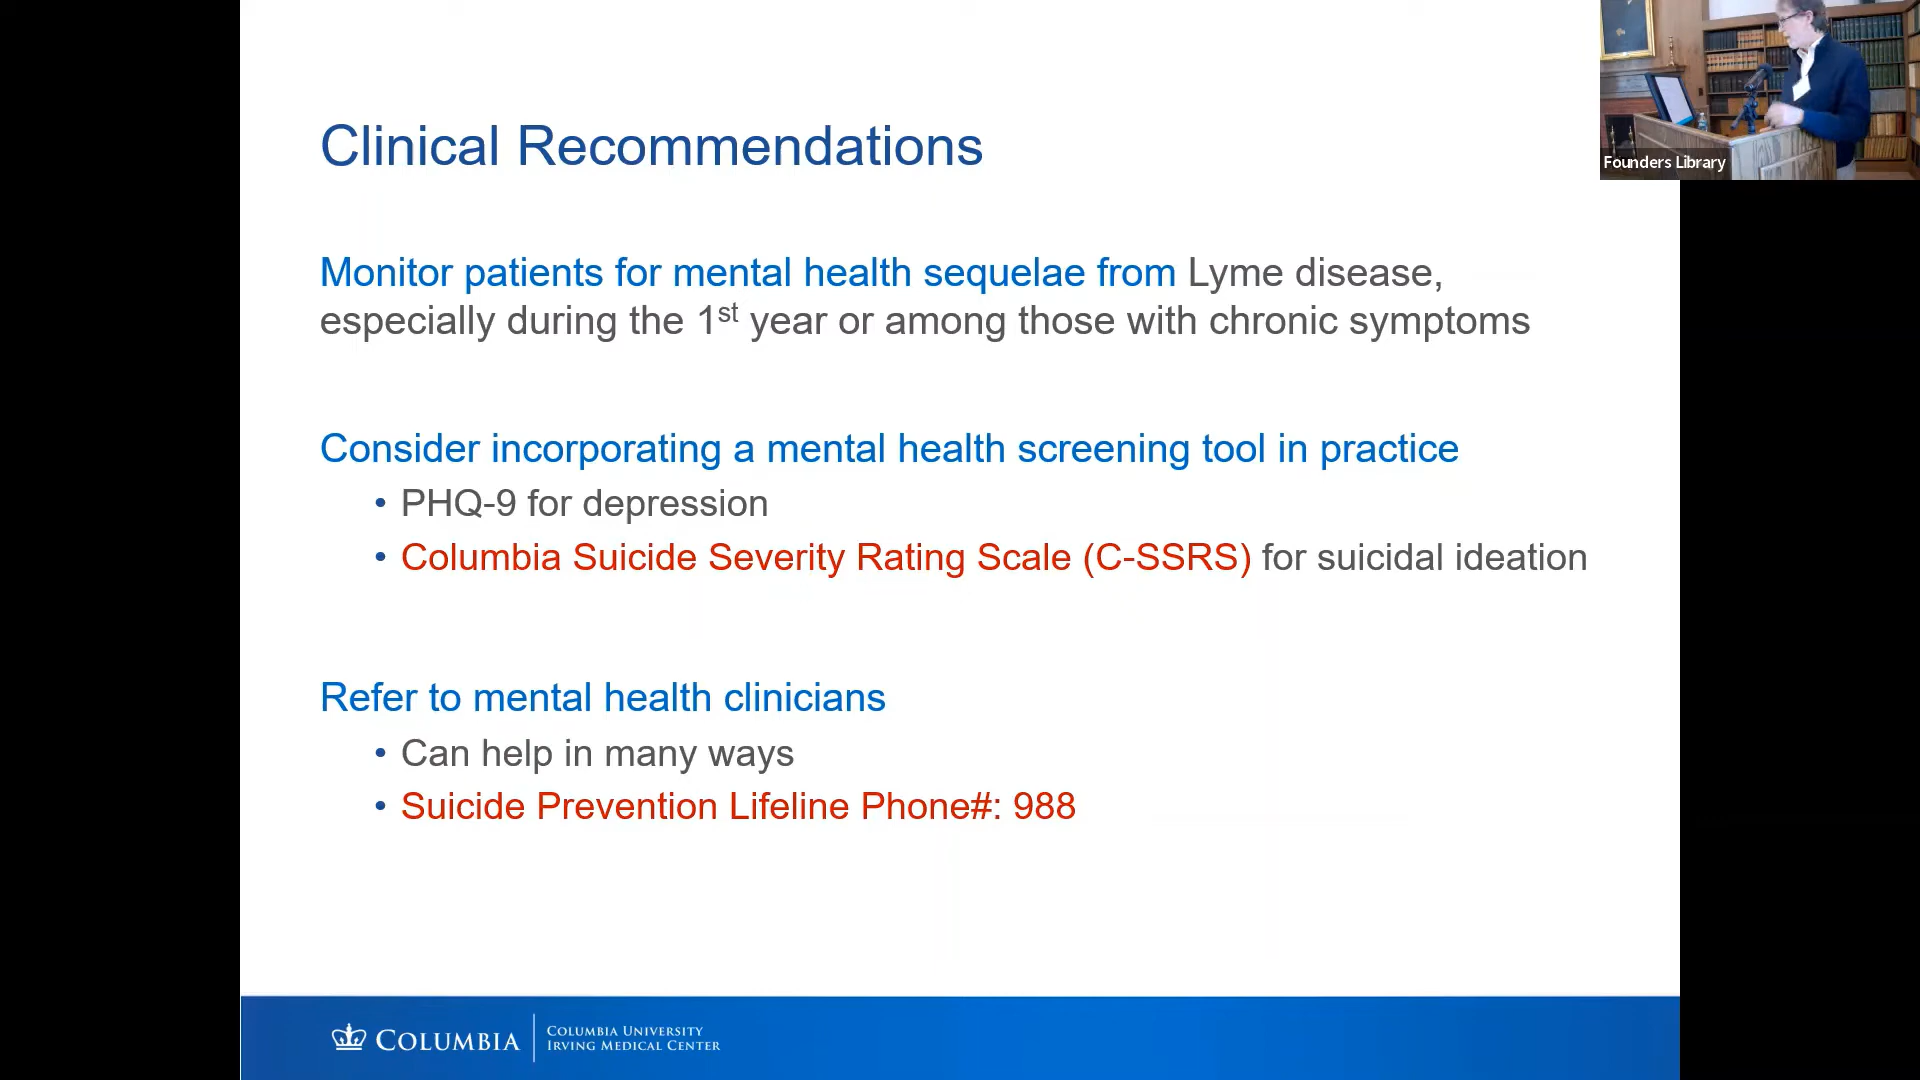 Clinical Recommendations
Monitor patients for mental health sequelae from Lyme disease,
especially during the 1st year or among those with chronic symptoms
Consider incorporating a mental health screening tool in practice
• PHQ-9 for depression
• Columbia Suicide Severity Rating Scale (C-SSRS) for suicidal ideation
Refer to mental health clinicians
• Can help in many ways
• Suicide Prevention Lifeline Phone#: 988
COLUMBIA
COLUMBIA UNIVERSITY
IRVING MEDICAL CENTER
Founders Library